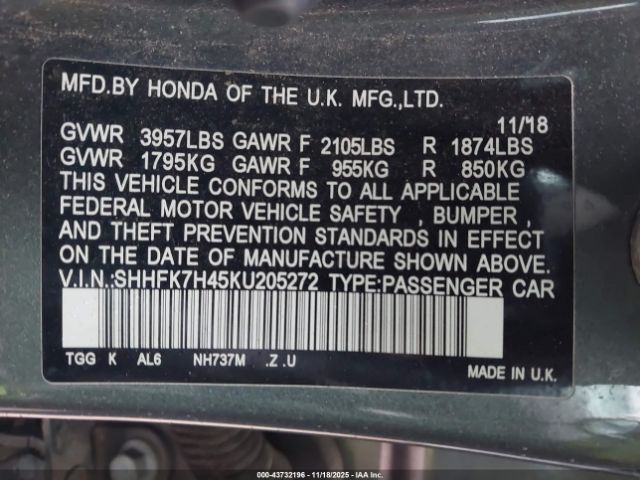 MFD.BY HONDA OF THE U.K. MFG.,LTD.
11/'18
GVWR 3957LBS GAWR F 2105LBS R 1874LBS
GVWR 1795KG GAWR F 955KG R 850KG
THIS VEHICLE CONFORMS TO ALL APPLICABLE
FEDERAL MOTOR VEHICLE SAFETY , BUMPER ,
AND THEFT PREVENTION STANDARDS IN EFFECT
ON THE DATE OF MANUFACTURE SHOWN ABOVE.
V.I.N.:SHHFK7H45KU205272 TYPE:PASSENGER CAR
TGG K AL6 NH737M .Z .U
MADE IN U.K.
000-43732196 - 11/18/2025 - IAA Inc.